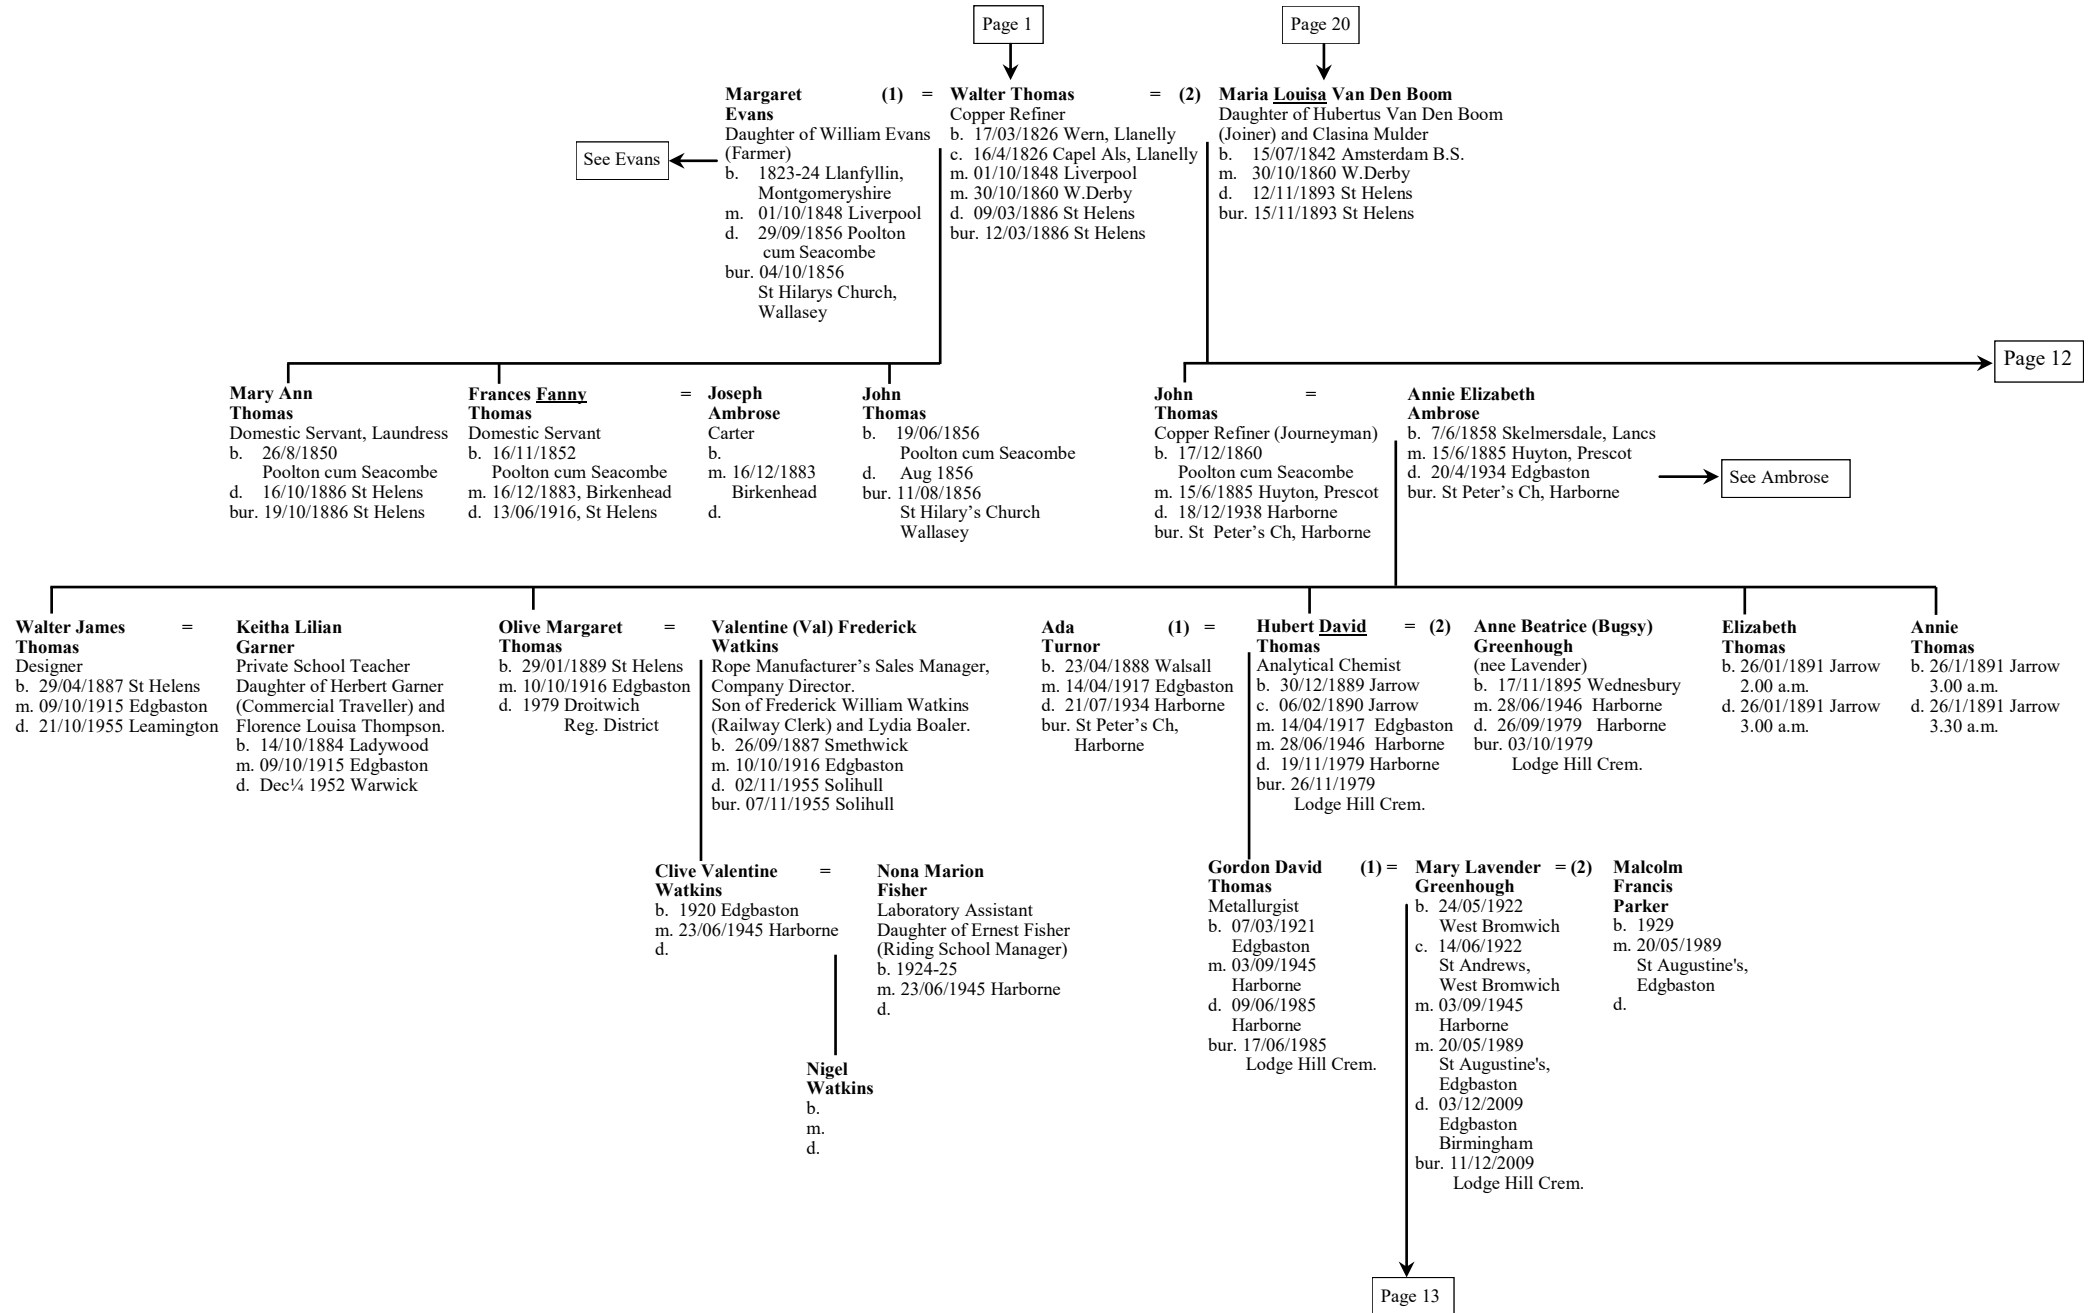 Page 1
Page 20
Margaret (1) =
Evans
Daughter of William Evans
(Farmer)
b. 1823-24 Llanfyllin,
Montgomeryshire
m. 01/10/1848 Liverpool
d. 29/09/1856 Poolton
cum Seacombe
bur. 04/10/1856
St Hilarys Church,
Wallasey
See Evans
Walter Thomas = (2)
Copper Refiner
b. 17/03/1826 Wern, Llanelly
c. 16/4/1826 Capel Als, Llanelly
m. 01/10/1848 Liverpool
m. 30/10/1860 W.Derby
d. 09/03/1886 St Helens
bur. 12/03/1886 St Helens
Maria Louisa Van Den Boom
Daughter of Hubertus Van Den Boom
(Joiner) and Clasina Mulder
b. 15/07/1842 Amsterdam B.S.
m. 30/10/1860 W.Derby
d. 12/11/1893 St Helens
bur. 15/11/1893 St Helens
Page 12
Mary Ann
Thomas
Domestic Servant, Laundress
b. 26/8/1850
Poolton cum Seacombe
d. 16/10/1886 St Helens
bur. 19/10/1886 St Helens
Frances Fanny =
Thomas
Domestic Servant
b. 16/11/1852
Poolton cum Seacombe
m. 16/12/1883, Birkenhead
d. 13/06/1916, St Helens
Joseph
Ambrose
Carter
b.
m. 16/12/1883
Birkenhead
d.
John
Thomas
b. 19/06/1856
Poolton cum Seacombe
d. Aug 1856
bur. 11/08/1856
St Hilary’s Church
Wallasey
John =
Thomas
Copper Refiner (Journeyman)
b. 17/12/1860
Poolton cum Seacombe
m. 15/6/1885 Huyton, Prescot
d. 18/12/1938 Harborne
bur. St Peter’s Ch, Harborne
Annie Elizabeth
Ambrose
b. 7/6/1858 Skelmersdale, Lancs
m. 15/6/1885 Huyton, Prescot
d. 20/4/1934 Edgbaston
bur. St Peter’s Ch, Harborne
See Ambrose
Walter James =
Thomas
Designer
b. 29/04/1887 St Helens
m. 09/10/1915 Edgbaston
d. 21/10/1955 Leamington
Keitha Lilian
Garner
Private School Teacher
Daughter of Herbert Garner
(Commercial Traveller) and
Florence Louisa Thompson.
b. 14/10/1884 Ladywood
m. 09/10/1915 Edgbaston
d. Dec¼ 1952 Warwick
Olive Margaret =
Thomas
b. 29/01/1889 St Helens
m. 10/10/1916 Edgbaston
d. 1979 Droitwich
Reg. District
Valentine (Val) Frederick
Watkins
Rope Manufacturer’s Sales Manager,
Company Director.
Son of Frederick William Watkins
(Railway Clerk) and Lydia Boaler.
b. 26/09/1887 Smethwick
m. 10/10/1916 Edgbaston
d. 02/11/1955 Solihull
bur. 07/11/1955 Solihull
Ada (1) =
Turnor
b. 23/04/1888 Walsall
m. 14/04/1917 Edgbaston
d. 21/07/1934 Harborne
bur. St Peter’s Ch,
Harborne
Hubert David = (2)
Thomas
Analytical Chemist
b. 30/12/1889 Jarrow
c. 06/02/1890 Jarrow
m. 14/04/1917 Edgbaston
m. 28/06/1946 Harborne
d. 19/11/1979 Harborne
bur. 26/11/1979
Lodge Hill Crem.
Anne Beatrice (Bugsy)
Greenhough
(nee Lavender)
b. 17/11/1895 Wednesbury
m. 28/06/1946 Harborne
d. 26/09/1979 Harborne
bur. 03/10/1979
Lodge Hill Crem.
Elizabeth
Thomas
b. 26/01/1891 Jarrow
2.00 a.m.
d. 26/01/1891 Jarrow
3.00 a.m.
Annie
Thomas
b. 26/1/1891 Jarrow
3.00 a.m.
d. 26/1/1891 Jarrow
3.30 a.m.
Clive Valentine =
Watkins
b. 1920 Edgbaston
m. 23/06/1945 Harborne
d.
Nona Marion
Fisher
Laboratory Assistant
Daughter of Ernest Fisher
(Riding School Manager)
b. 1924-25
m. 23/06/1945 Harborne
d.
Gordon David (1) =
Thomas
Metallurgist
b. 07/03/1921
Edgbaston
m. 03/09/1945
Harborne
d. 09/06/1985
Harborne
bur. 17/06/1985
Lodge Hill Crem.
Mary Lavender = (2)
Greenhough
b. 24/05/1922
West Bromwich
c. 14/06/1922
St Andrews,
West Bromwich
m. 03/09/1945
Harborne
m. 20/05/1989
St Augustine's,
Edgbaston
d. 03/12/2009
Edgbaston
Birmingham
bur. 11/12/2009
Lodge Hill Crem.
Malcolm
Francis
Parker
b. 1929
m. 20/05/1989
St Augustine's,
Edgbaston
d.
Nigel
Watkins
b.
m.
d.
Page 13